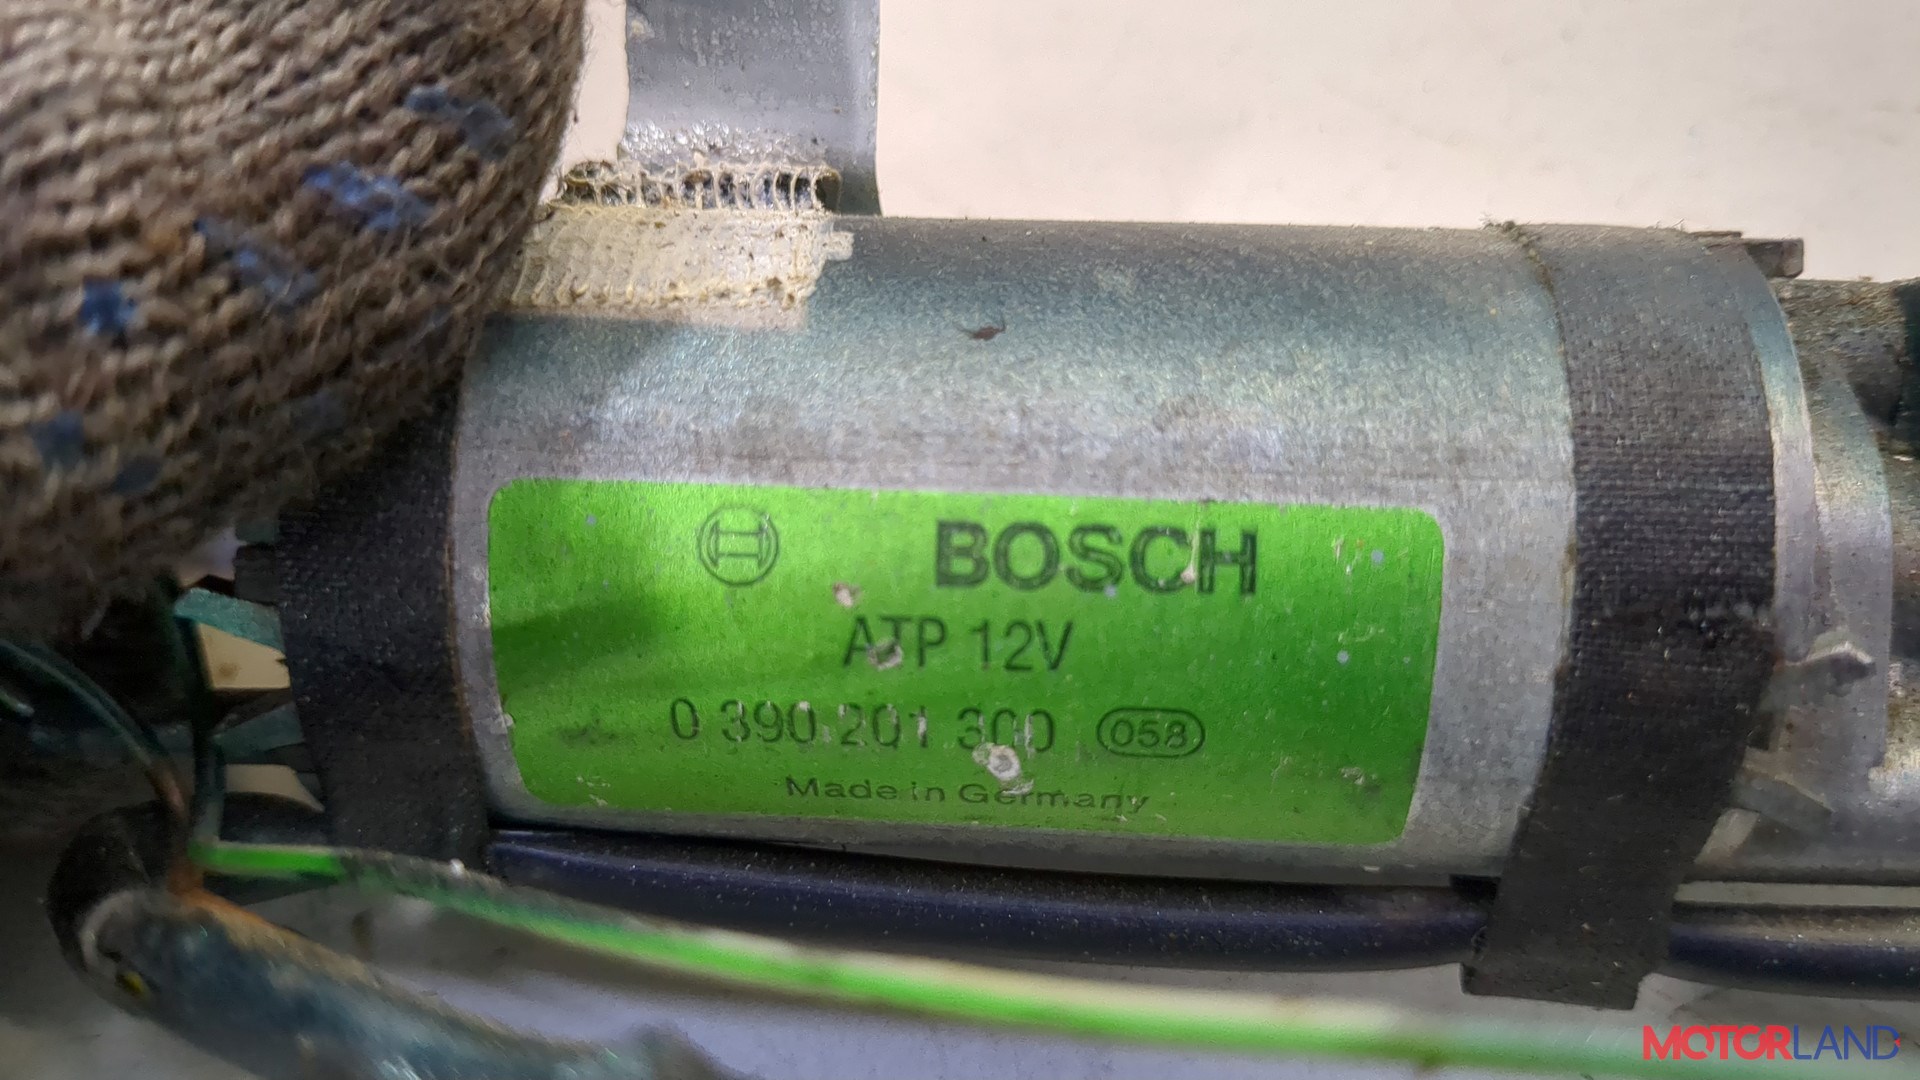 BOSCH
ATP 12V
0 390 201 300 058
Made in Germany
MOTORLAND